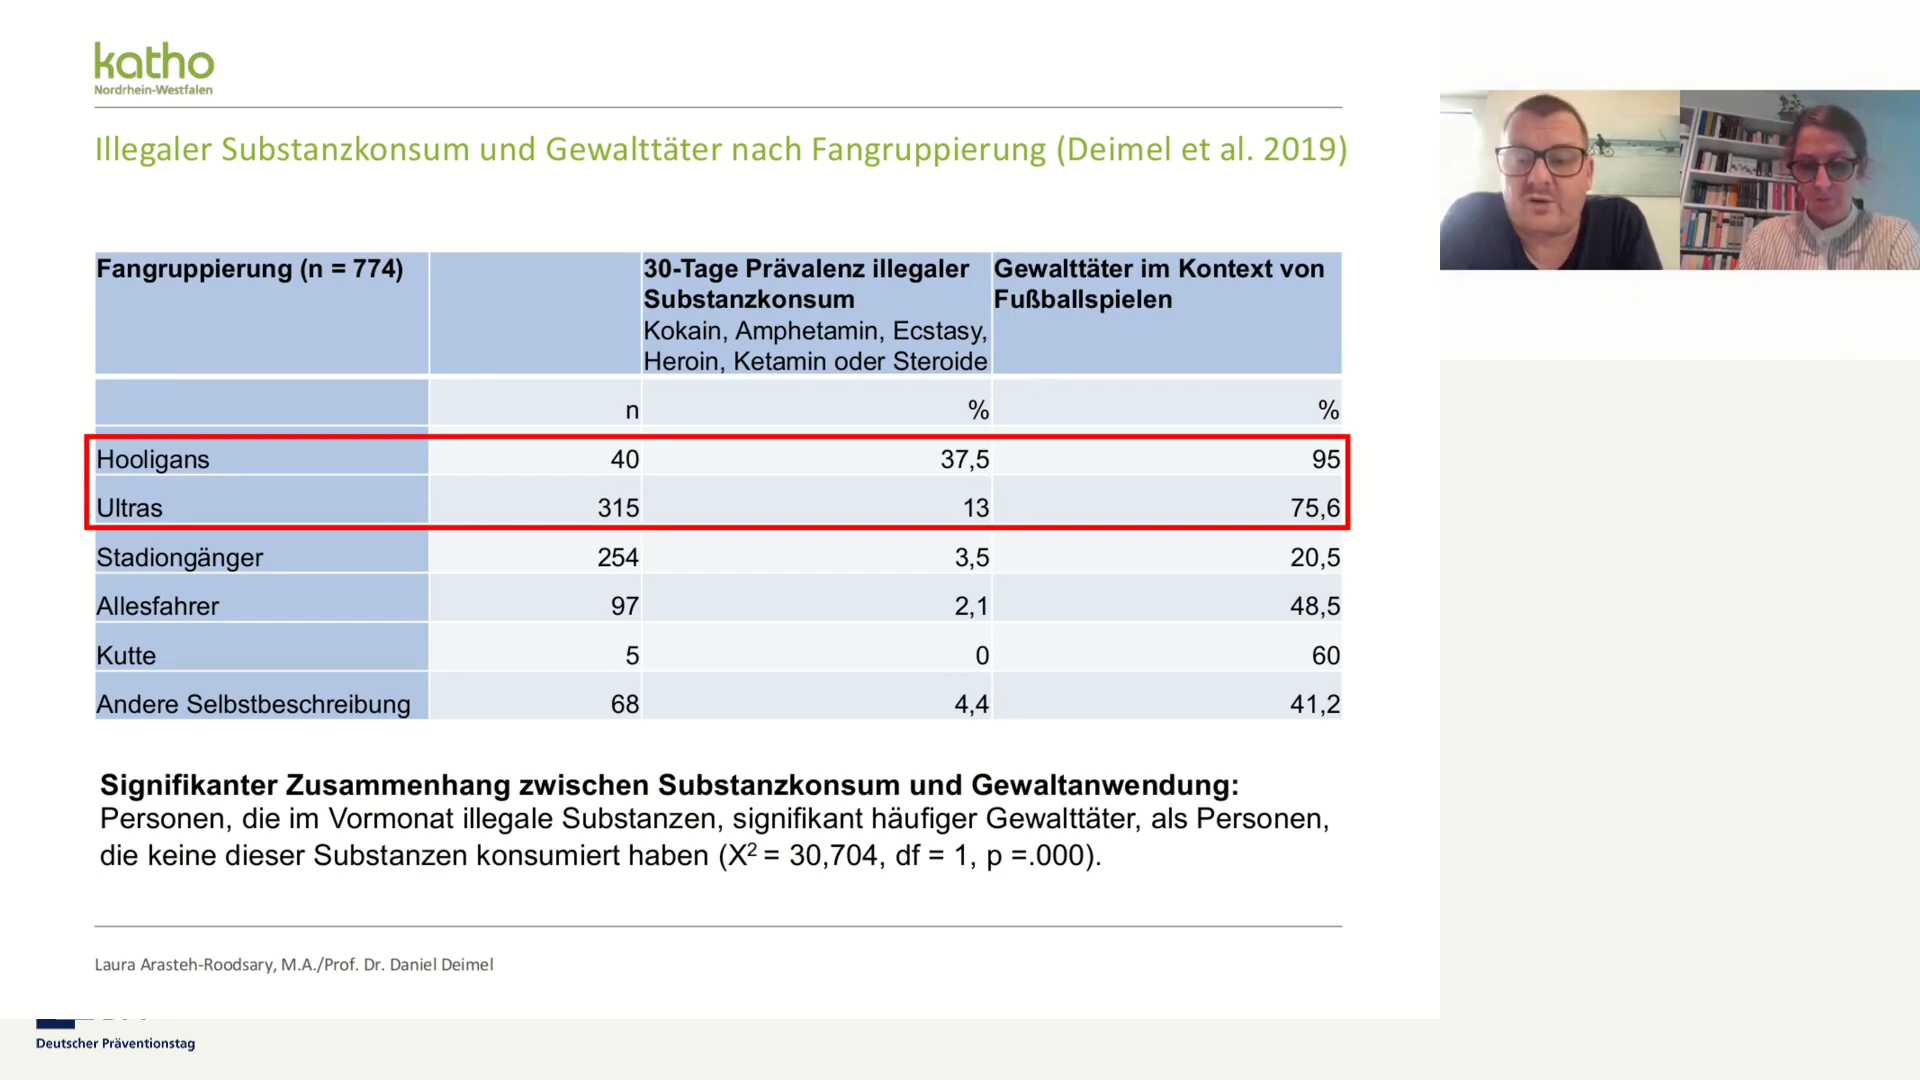 katho
Nordrhein-Westfalen
Illegaler Substanzkonsum und Gewalttäter nach Fangruppierung (Deimel et al. 2019)
Fangruppierung (n = 774)
30-Tage Prävalenz illegaler Substanzkonsum
Kokain, Amphetamin, Ecstasy, Heroin, Ketamin oder Steroide
Gewalttäter im Kontext von Fußballspielen
n % %
Hooligans 40 37,5 95
Ultras 315 13 75,6
Stadiongänger 254 3,5 20,5
Allesfahrer 97 2,1 48,5
Kutte 5 0 60
Andere Selbstbeschreibung 68 4,4 41,2
Signifikanter Zusammenhang zwischen Substanzkonsum und Gewaltanwendung:
Personen, die im Vormonat illegale Substanzen, signifikant häufiger Gewalttäter, als Personen,
die keine dieser Substanzen konsumiert haben (X² = 30,704, df = 1, p =.000).
Laura Arasteh-Roodsary, M.A./Prof. Dr. Daniel Deimel
Deutscher Präventionstag